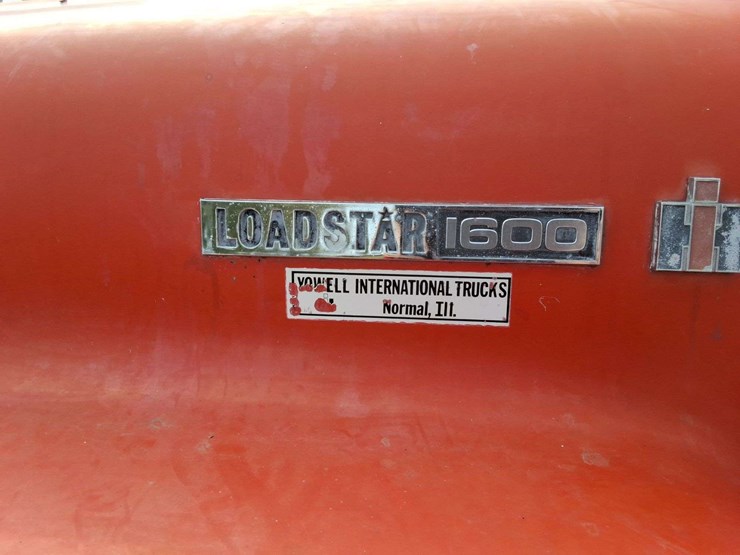 LOADSTAR 1600
YOWELL INTERNATIONAL TRUCKS
Normal, Ill.